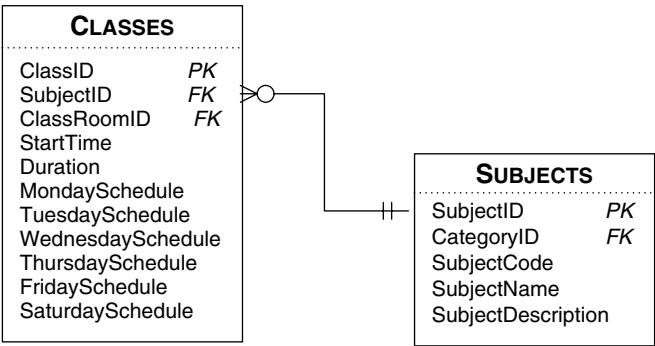 CLASSES
ClassID PK
SubjectID FK
ClassRoomID FK
StartTime
Duration
MondaySchedule
TuesdaySchedule
WednesdaySchedule
ThursdaySchedule
FridaySchedule
SaturdaySchedule
SUBJECTS
SubjectID PK
CategoryID FK
SubjectCode
SubjectName
SubjectDescription